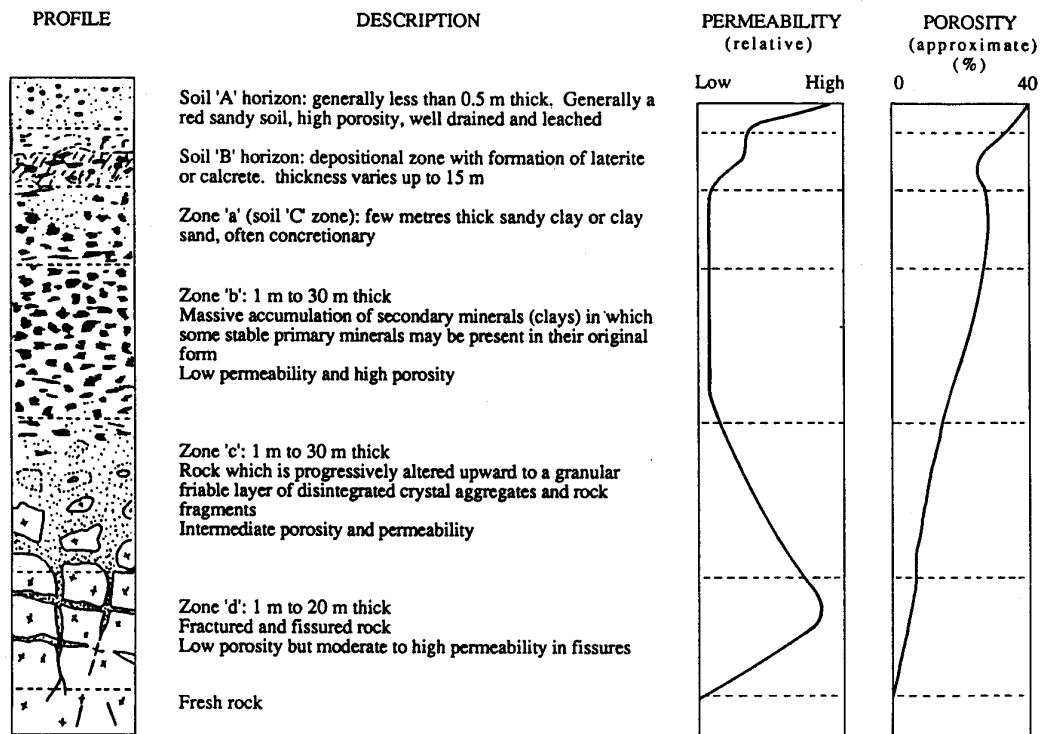 PROFILE
DESCRIPTION
PERMEABILITY
(relative)
POROSITY
(approximate)
(%)
Low High
0 40
Soil 'A' horizon: generally less than 0.5 m thick. Generally a
red sandy soil, high porosity, well drained and leached
Soil 'B' horizon: depositional zone with formation of laterite
or calcrete. thickness varies up to 15 m
Zone 'a' (soil 'C' zone): few metres thick sandy clay or clay
sand, often concretionary
Zone 'b': 1 m to 30 m thick
Massive accumulation of secondary minerals (clays) in which
some stable primary minerals may be present in their original
form
Low permeability and high porosity
Zone 'c': 1 m to 30 m thick
Rock which is progressively altered upward to a granular
friable layer of disintegrated crystal aggregates and rock
fragments
Intermediate porosity and permeability
Zone 'd': 1 m to 20 m thick
Fractured and fissured rock
Low porosity but moderate to high permeability in fissures
Fresh rock